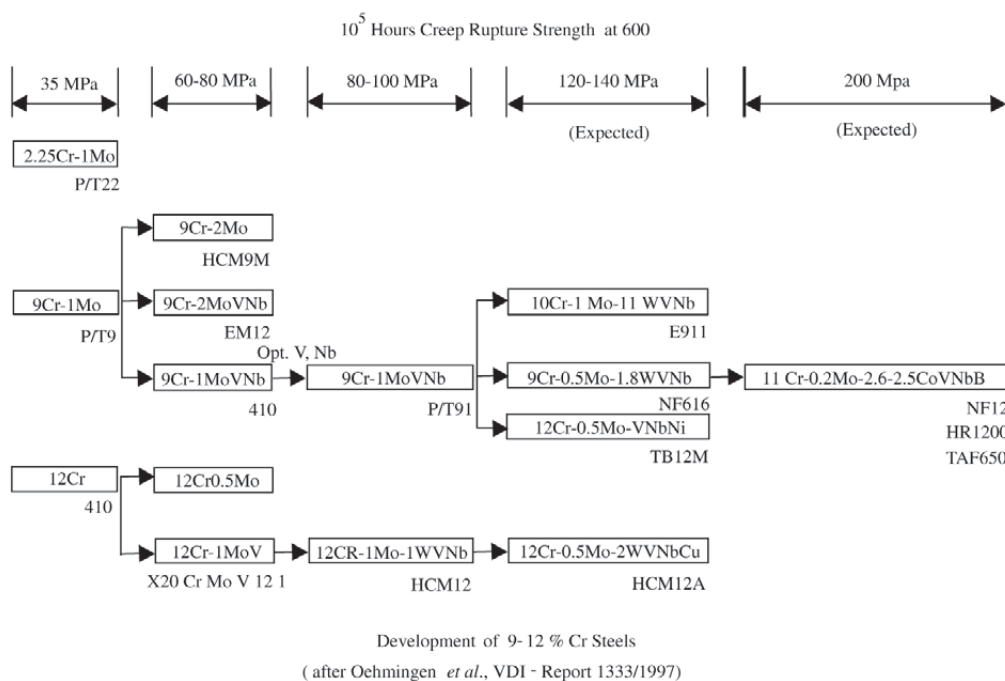 10⁵ Hours Creep Rupture Strength at 600
35 MPa
60-80 MPa
80-100 MPa
120-140 MPa
200 Mpa
(Expected)
(Expected)
2.25Cr-1Mo
P/T22
9Cr-2Mo
HCM9M
9Cr-1Mo
P/T9
9Cr-2MoVNb
EM12
10Cr-1 Mo-11 WVNb
E911
Opt. V, Nb
9Cr-1MoVNb
410
9Cr-1MoVNb
P/T91
9Cr-0.5Mo-1.8WVNb
NF616
11 Cr-0.2Mo-2.6-2.5CoVNbB
NF12
HR1200
TAF650
12Cr-0.5Mo-VNbNi
TB12M
12Cr
410
12Cr0.5Mo
12Cr-1MoV
X20 Cr Mo V 12 1
12CR-1Mo-1WVNb
HCM12
12Cr-0.5Mo-2WVNbCu
HCM12A
Development of 9- 12 % Cr Steels
( after Oehmingen et al., VDI - Report 1333/1997)